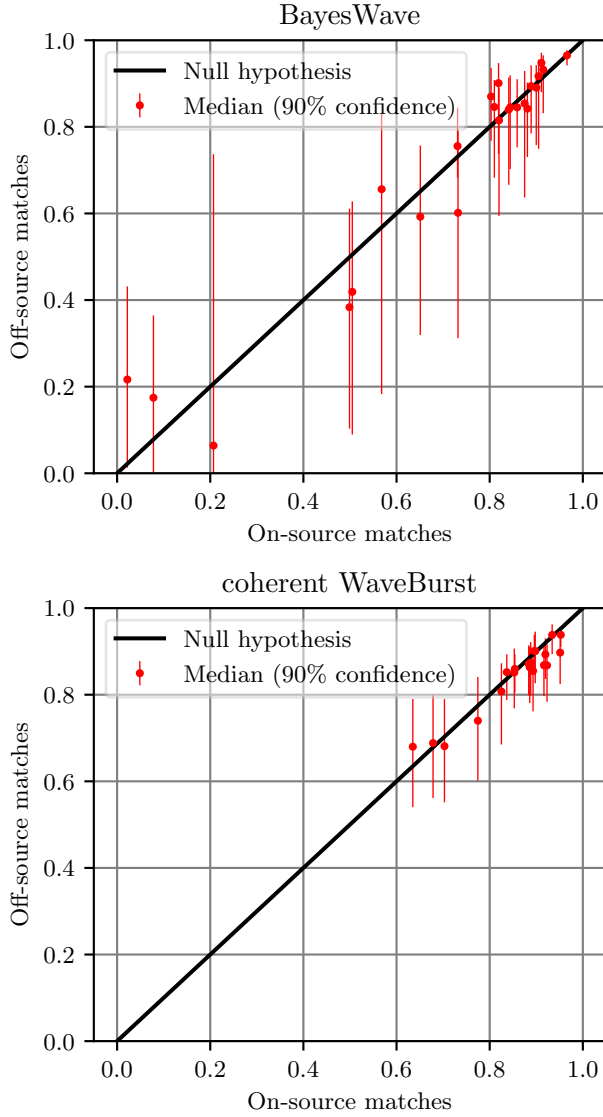 BayesWave
Null hypothesis
Median (90% confidence)
Off-source matches
1.0
0.8
0.6
0.4
0.2
0.0
0.0 0.2 0.4 0.6 0.8 1.0
On-source matches
coherent WaveBurst
Null hypothesis
Median (90% confidence)
Off-source matches
1.0
0.8
0.6
0.4
0.2
0.0
0.0 0.2 0.4 0.6 0.8 1.0
On-source matches